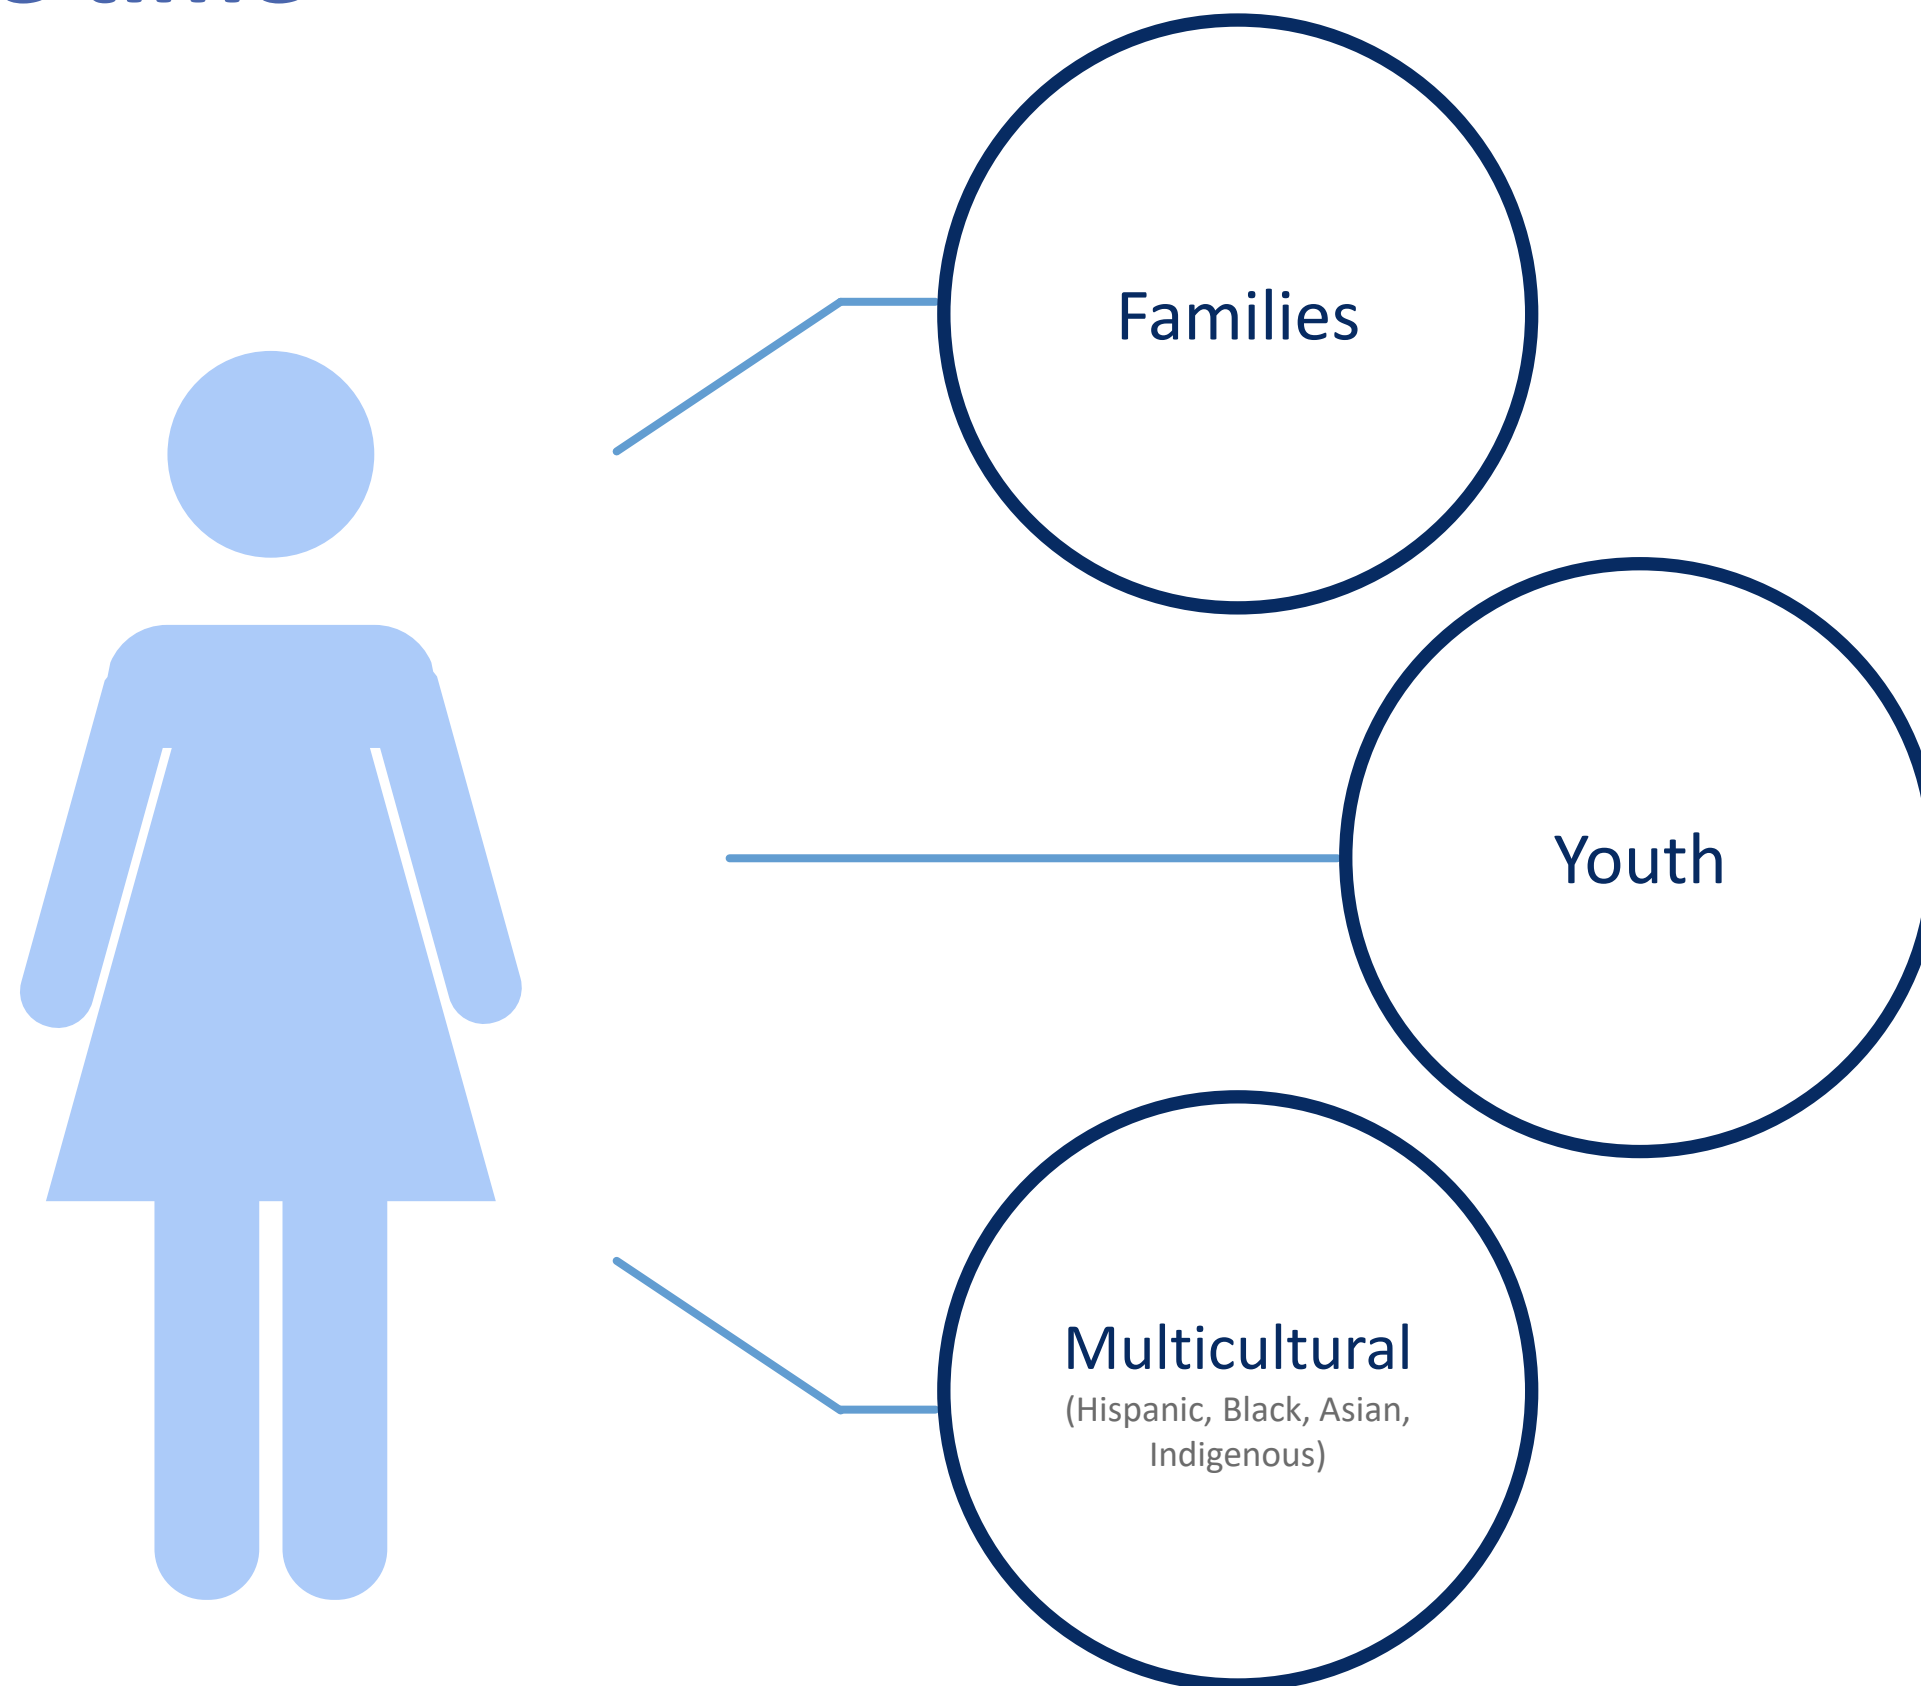 Families
Youth
Multicultural
(Hispanic, Black, Asian,
Indigenous)